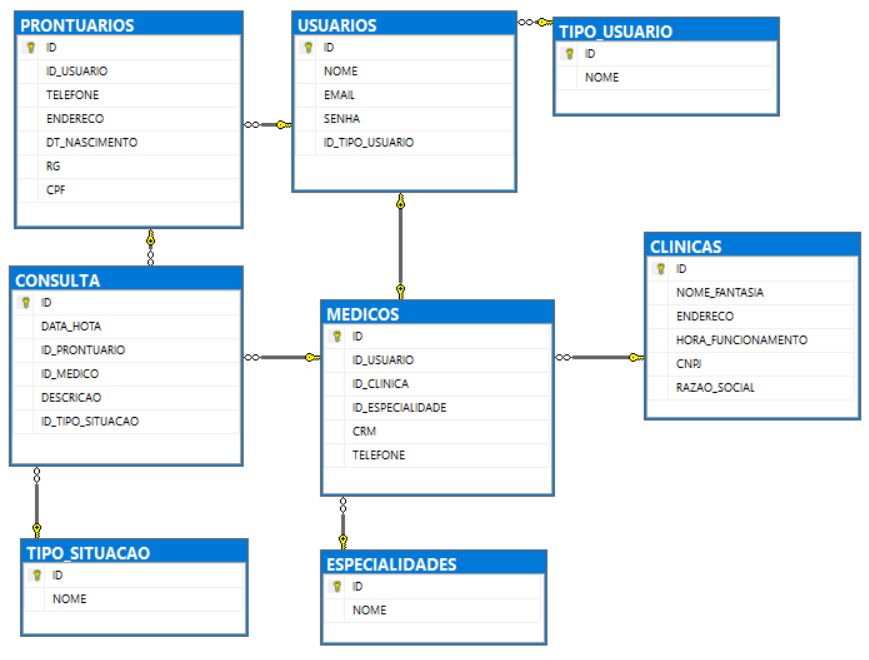 PRONTUARIOS
ID
ID_USUARIO
TELEFONE
ENDERECO
DT_NASCIMENTO
RG
CPF
USUARIOS
ID
NOME
EMAIL
SENHA
ID_TIPO_USUARIO
TIPO_USUARIO
ID
NOME
CONSULTA
ID
DATA_HOTA
ID_PRONTUARIO
ID_MEDICO
DESCRICAO
ID_TIPO_SITUACAO
MEDICOS
ID
ID_USUARIO
ID_CLINICA
ID_ESPECIALIDADE
CRM
TELEFONE
CLINICAS
ID
NOME_FANTASIA
ENDERECO
HORA_FUNCIONAMENTO
CNPJ
RAZAO_SOCIAL
TIPO_SITUACAO
ID
NOME
ESPECIALIDADES
ID
NOME